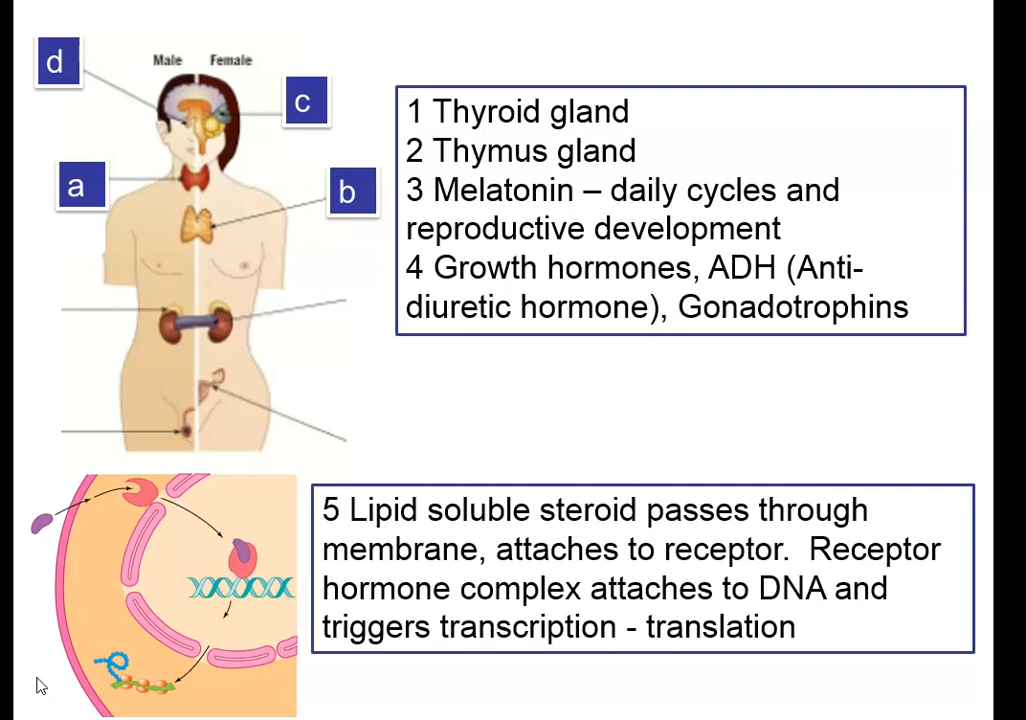 d
Male Female
c
a
b
1 Thyroid gland
2 Thymus gland
3 Melatonin – daily cycles and
reproductive development
4 Growth hormones, ADH (Anti-
diuretic hormone), Gonadotrophins
5 Lipid soluble steroid passes through
membrane, attaches to receptor. Receptor
hormone complex attaches to DNA and
triggers transcription - translation